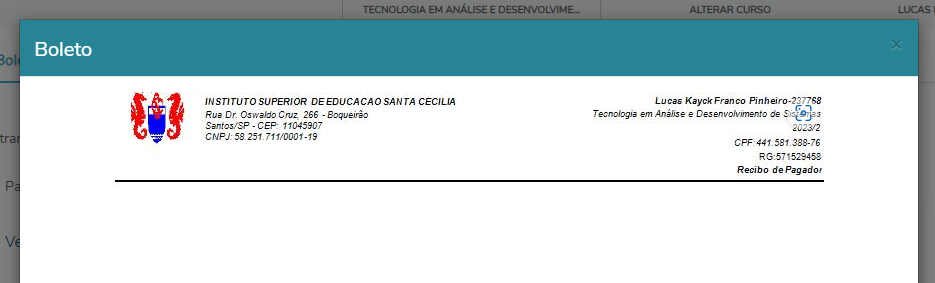 TECNOLOGIA EM ANÁLISE E DESENVOLVIME... ALTERAR CURSO LUCAS
Boleto ×
INSTITUTO SUPERIOR DE EDUCACAO SANTA CECILIA
Rua Dr. Oswaldo Cruz, 266 - Boqueirão
Santos/SP - CEP: 11045907
CNPJ: 58.251.711/0001-19
Lucas Kayck Franco Pinheiro-237768
Tecnologia em Análise e Desenvolvimento de Sistemas
2023/2
CPF:441.581.388-76
RG:571529458
Recibo de Pagador
Pa
Ve